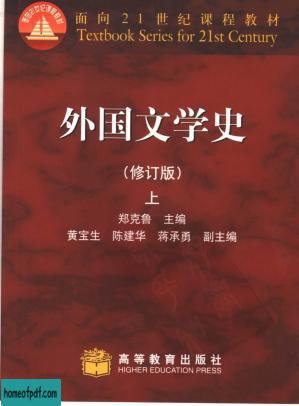 面向21世纪课程教材
Textbook Series for 21st Century
外国文学史
(修订版)
上
郑克鲁 主编
黄宝生 陈建华 蒋承勇 副主编
高等教育出版社
HIGHER EDUCATION PRESS
homeofpdf.com